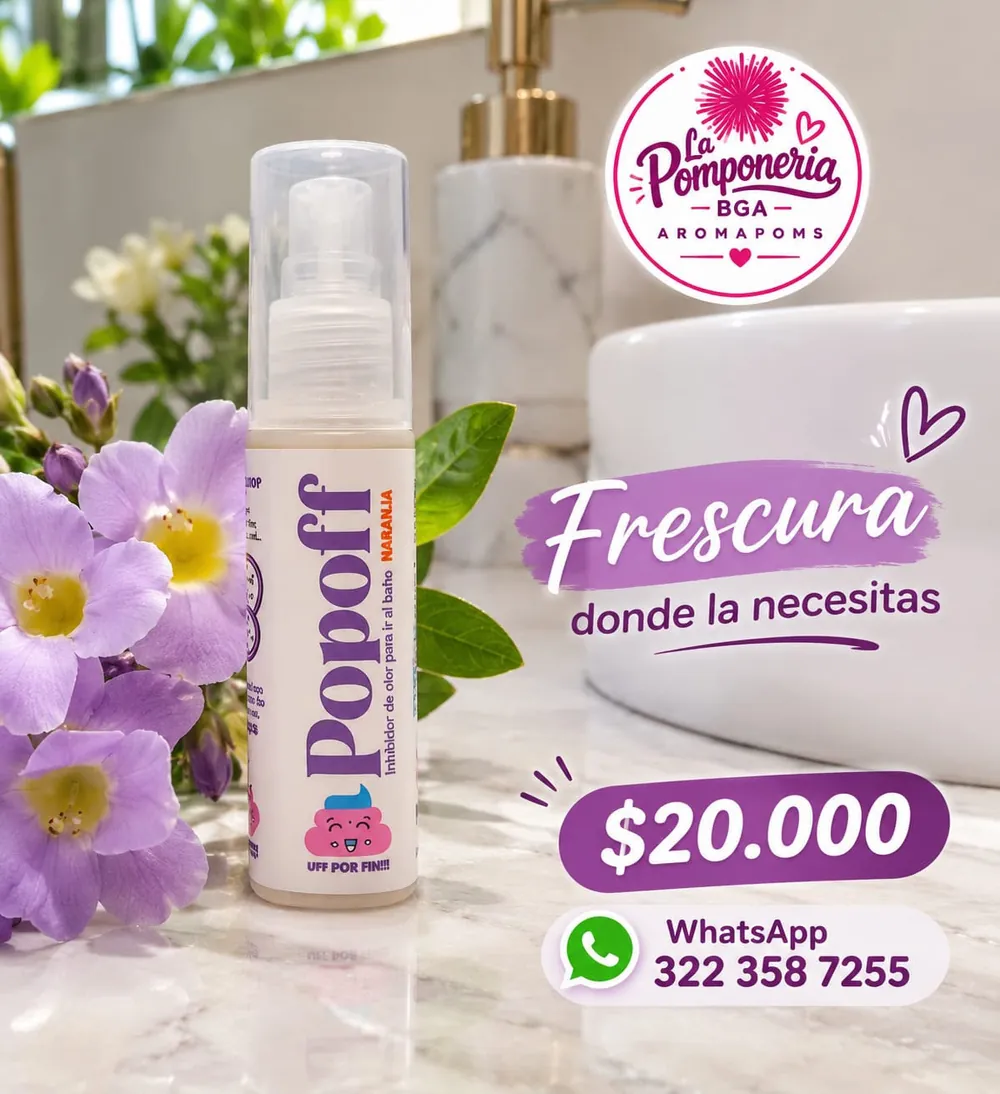 La
Pomponeria
BGA
AROMAPOMS
Popoff
NARANJA
Inhibidor de olor para ir al baño
UFF POR FIN!!!
Frescura
donde la necesitas
$20.000
WhatsApp
322 358 7255